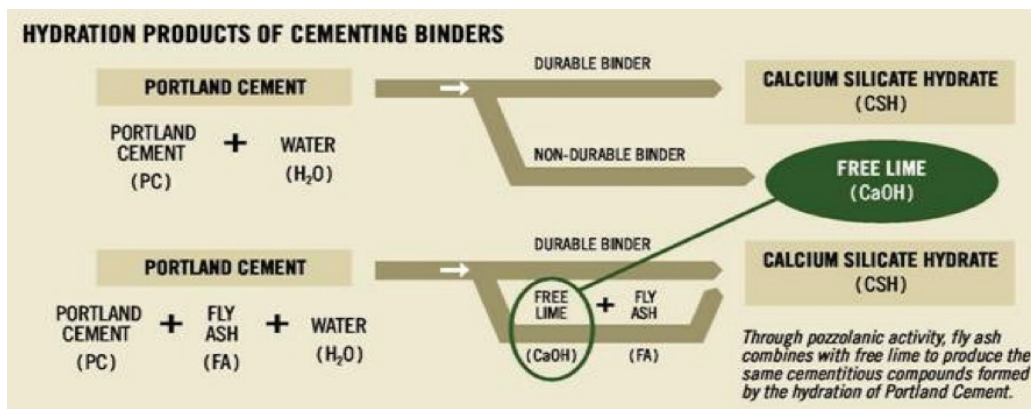 HYDRATION PRODUCTS OF CEMENTING BINDERS
PORTLAND CEMENT
PORTLAND
CEMENT
(PC)
+
WATER
(H₂O)
DURABLE BINDER
NON-DURABLE BINDER
CALCIUM SILICATE HYDRATE
(CSH)
FREE LIME
(CaOH)
PORTLAND CEMENT
PORTLAND
CEMENT
(PC)
+
FLY
ASH
(FA)
+
WATER
(H₂O)
DURABLE BINDER
FREE
LIME
(CaOH)
+
FLY
ASH
(FA)
CALCIUM SILICATE HYDRATE
(CSH)
Through pozzolanic activity, fly ash
combines with free lime to produce the
same cementitious compounds formed
by the hydration of Portland Cement.